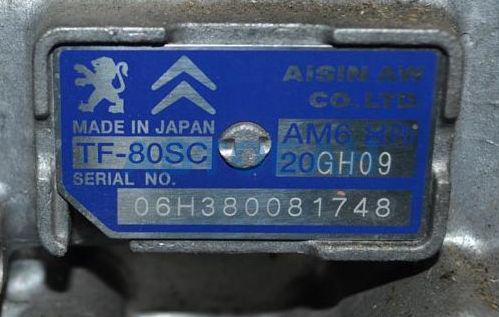 AISIN AW
CO. LTD.
MADE IN JAPAN
TF-80SC AM6
SERIAL NO. 20GH09
06H380081748